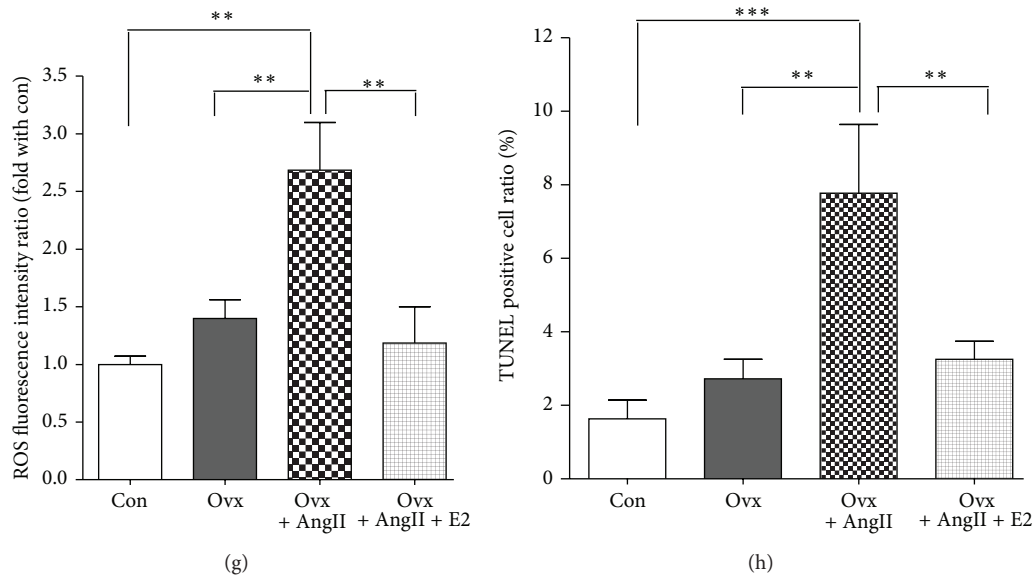 **
**
**
ROS fluorescence intensity ratio (fold with con)
3.5
3.0
2.5
2.0
1.5
1.0
0.5
0.0
Con
Ovx
Ovx
+ AngII
Ovx
+ AngII + E2
(g)
***
**
**
TUNEL positive cell ratio (%)
12
10
8
6
4
2
0
Con
Ovx
Ovx
+ AngII
Ovx
+ AngII + E2
(h)